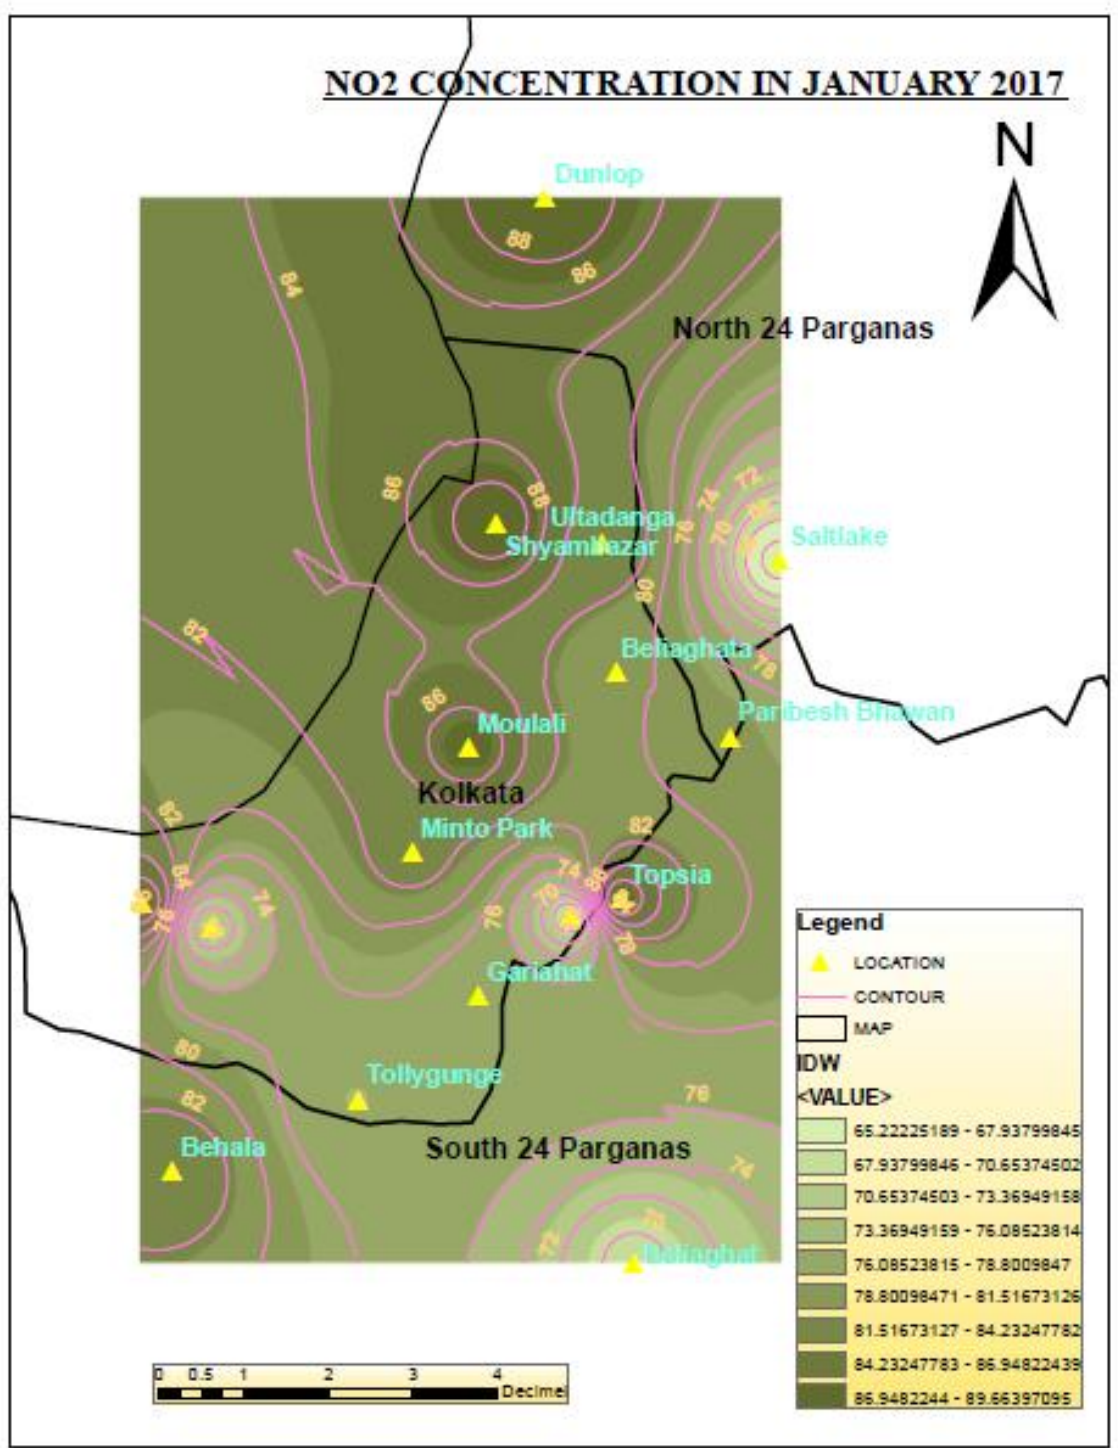 NO2 CONCENTRATION IN JANUARY 2017
N
Dunlop
88
86
84
North 24 Parganas
86
88
72
74
76
70
Ultadanga
Shyambazar
Saltlake
80
82
Beliaghata
78
86
Moulali
Paribesh Bhawan
Kolkata
82
Minto Park
82
74
86
Topsia
84
76
74
70
76
78
Gariahat
80
Tollygunge
82
76
Behala
South 24 Parganas
74
70
72
Legend
LOCATION
CONTOUR
MAP
IDW
<VALUE>
65.22225189 - 67.93799845
67.93799846 - 70.65374502
70.65374503 - 73.36949158
73.36949159 - 76.08523814
76.08523815 - 78.8009847
78.80098471 - 81.51673126
81.51673127 - 84.23247782
84.23247783 - 86.94822439
86.9482244 - 89.66397095
0 0.5 1 2 3 4
Decimel